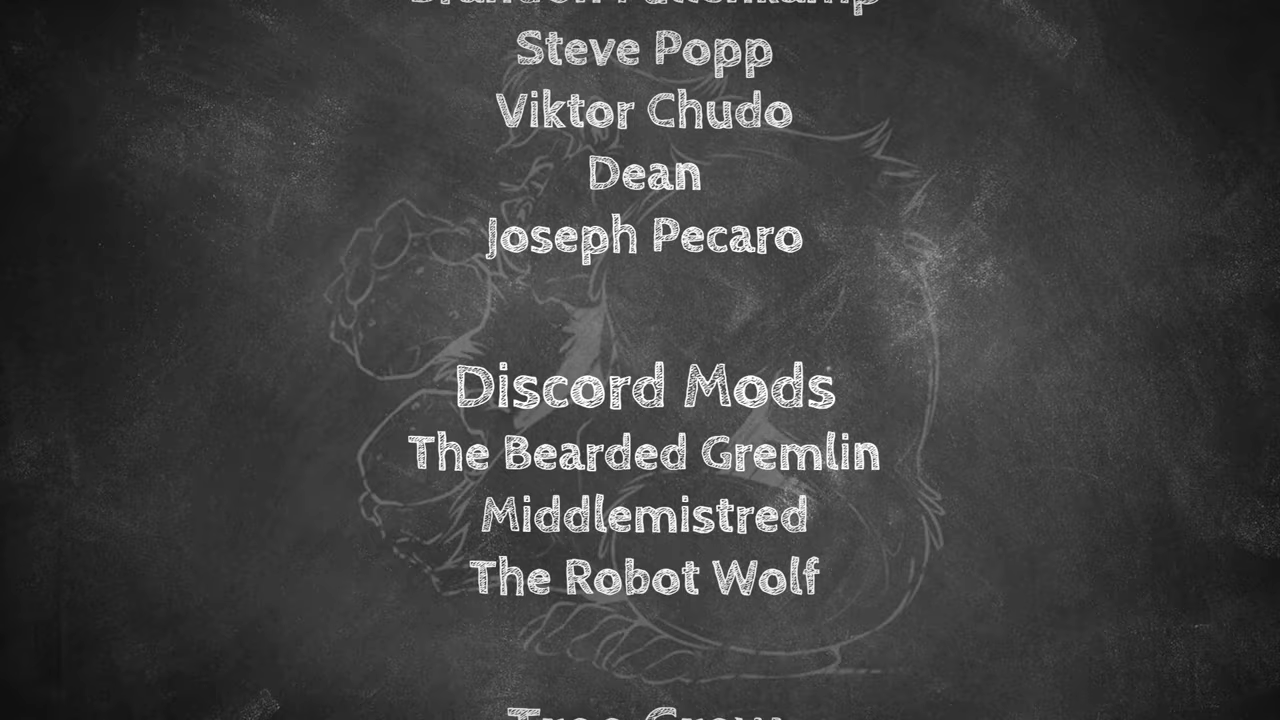 Steve Popp
Viktor Chudo
Dean
Joseph Pecaro
Discord Mods
The Bearded Gremlin
Middlemistred
The Robot Wolf